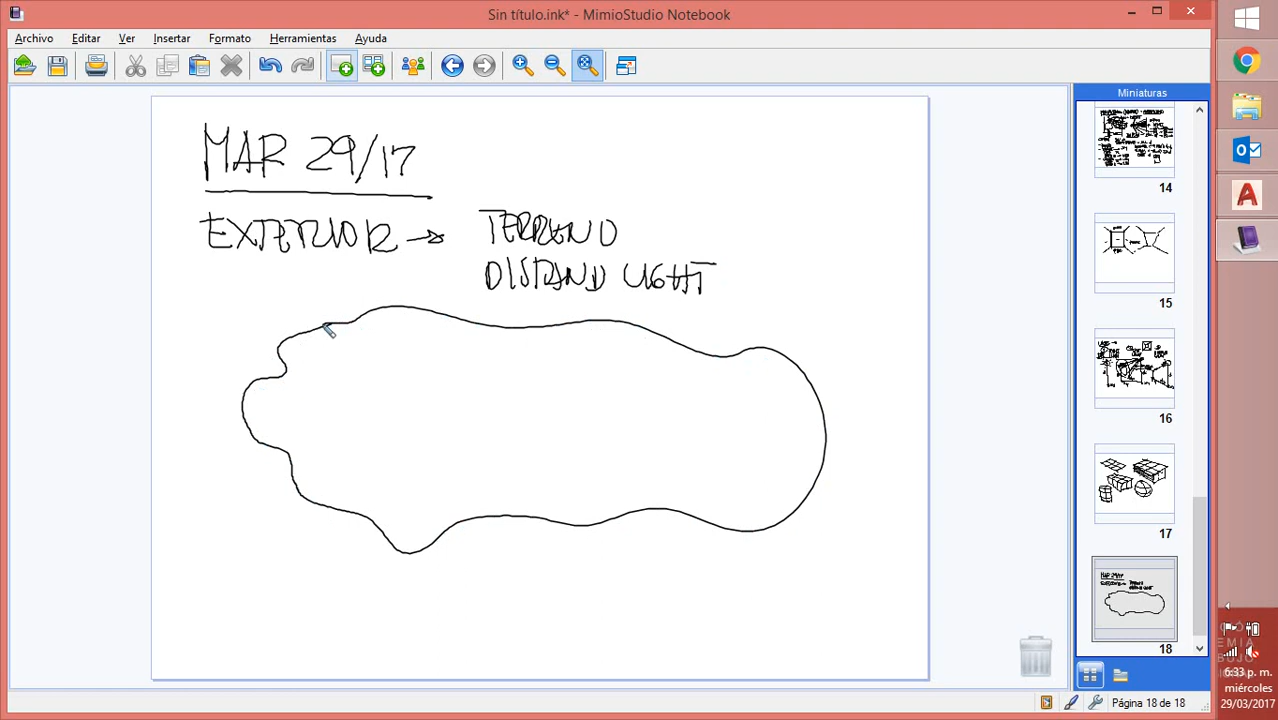 Sin título.ink* - MimioStudio Notebook
Archivo Editar Ver Insertar Formato Herramientas Ayuda
Miniaturas
MAR 29/17
EXTERIOR → TERRENO
DISTAND LIGHT
14
15
16
17
18
6:33 p. m.
miércoles
29/03/2017
Página 18 de 18